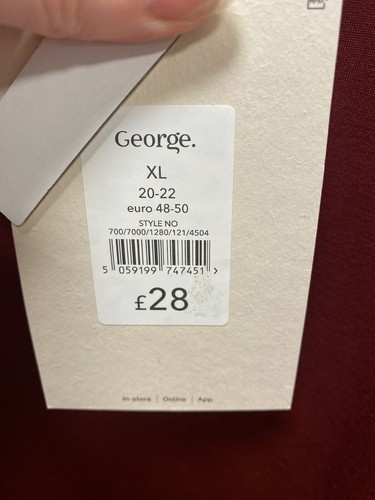 George.
XL
20-22
euro 48-50
STYLE NO
700/7000/1280/121/4504
5 059199 747451 >
£28
In-store | Online | App